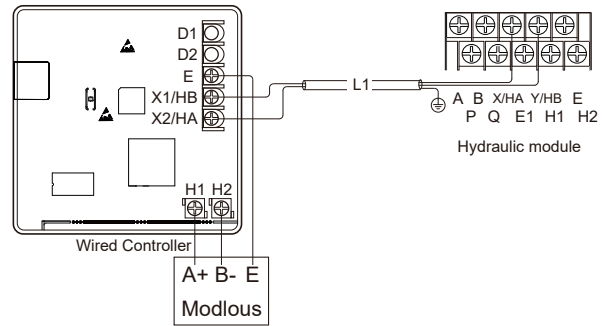 D1
D2
E
X1/HB
X2/HA
H1 H2
Wired Controller
A+ B- E
Modlous
L1
A B X/HA Y/HB E
P Q E1 H1 H2
Hydraulic module